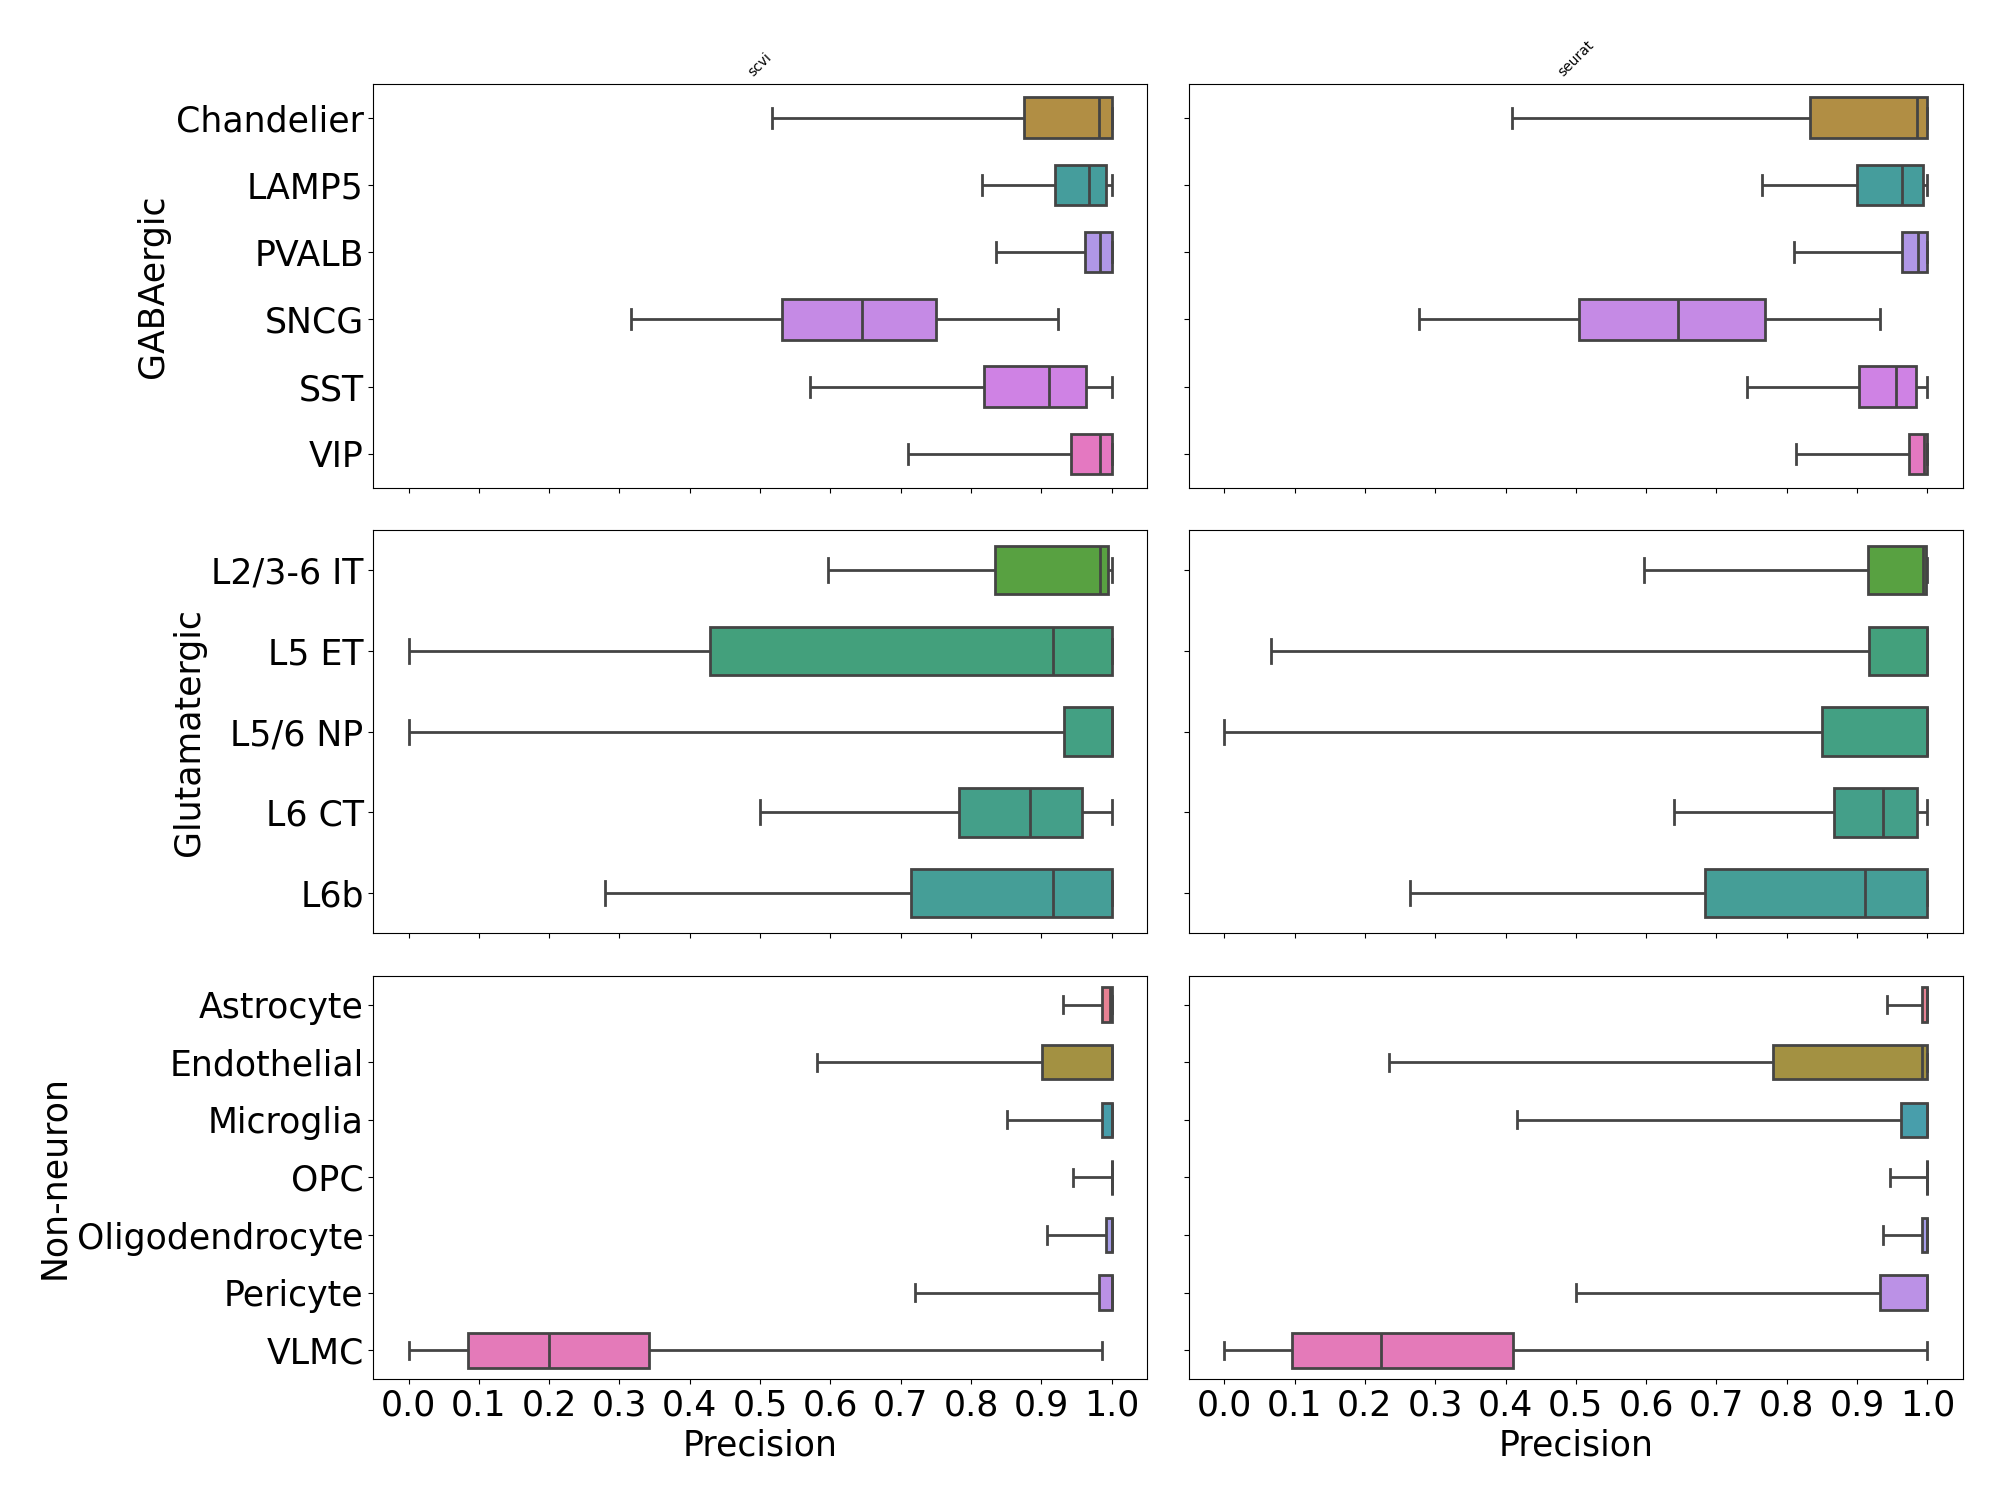 scvi
seurat
GABAergic
Chandelier
LAMP5
PVALB
SNCG
SST
VIP
Glutamatergic
L2/3-6 IT
L5 ET
L5/6 NP
L6 CT
L6b
Non-neuron
Astrocyte
Endothelial
Microglia
OPC
Oligodendrocyte
Pericyte
VLMC
0.0 0.1 0.2 0.3 0.4 0.5 0.6 0.7 0.8 0.9 1.0
Precision
0.0 0.1 0.2 0.3 0.4 0.5 0.6 0.7 0.8 0.9 1.0
Precision